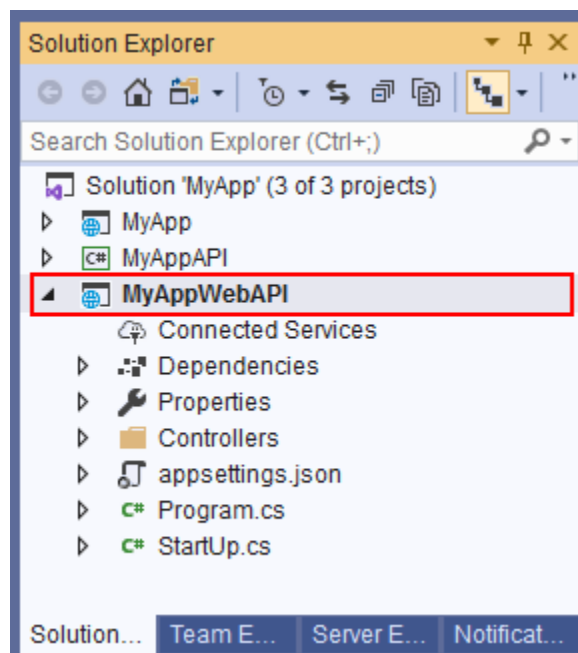 Solution Explorer
Search Solution Explorer (Ctrl+;)
Solution 'MyApp' (3 of 3 projects)
MyApp
C# MyAppAPI
MyAppWebAPI
Connected Services
Dependencies
Properties
Controllers
appsettings.json
C# Program.cs
C# StartUp.cs
Solution... Team E... Server E... Notificat...